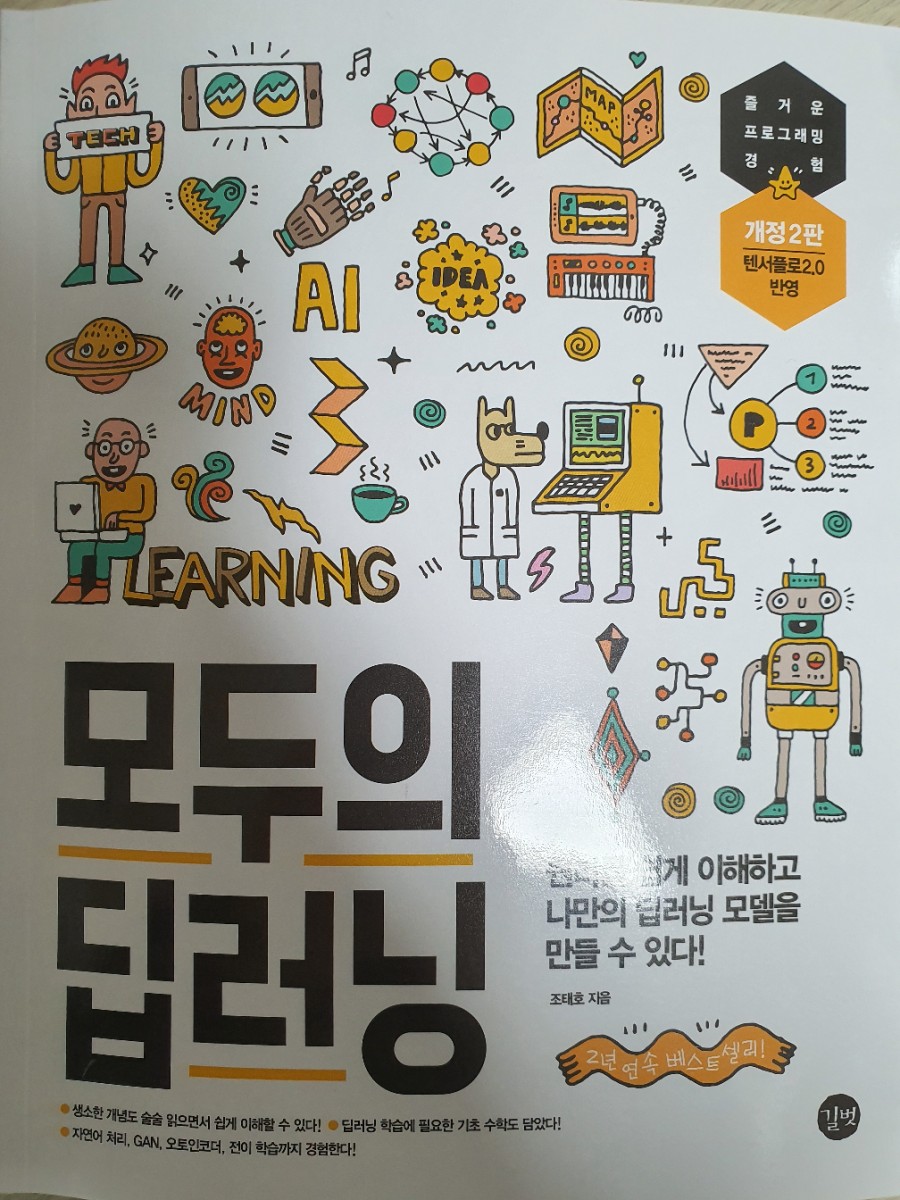 TECH
MAP
즐거운
프로그래밍
경험
개정2판
텐서플로2.0
반영
IDEA
AI
MIND
P
1
2
3
LEARNING
모두의
딥러닝
쉽게 이해하고
나만의 딥러닝 모델을
만들 수 있다!
조태호 지음
2년 연속 베스트셀러!
● 생소한 개념도 술술 읽으면서 쉽게 이해할 수 있다! ● 딥러닝 학습에 필요한 기초 수학도 담았다!
● 자연어 처리, GAN, 오토인코더, 전이 학습까지 경험한다!
길벗